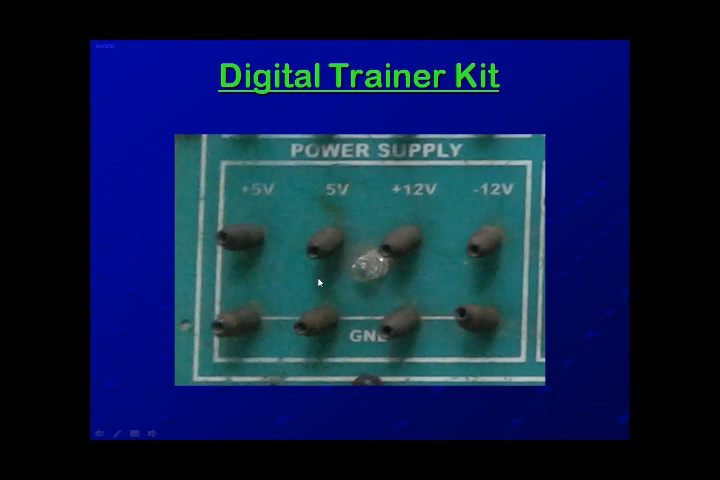 Digital Trainer Kit
POWER SUPPLY
+5V 5V +12V -12V
GND